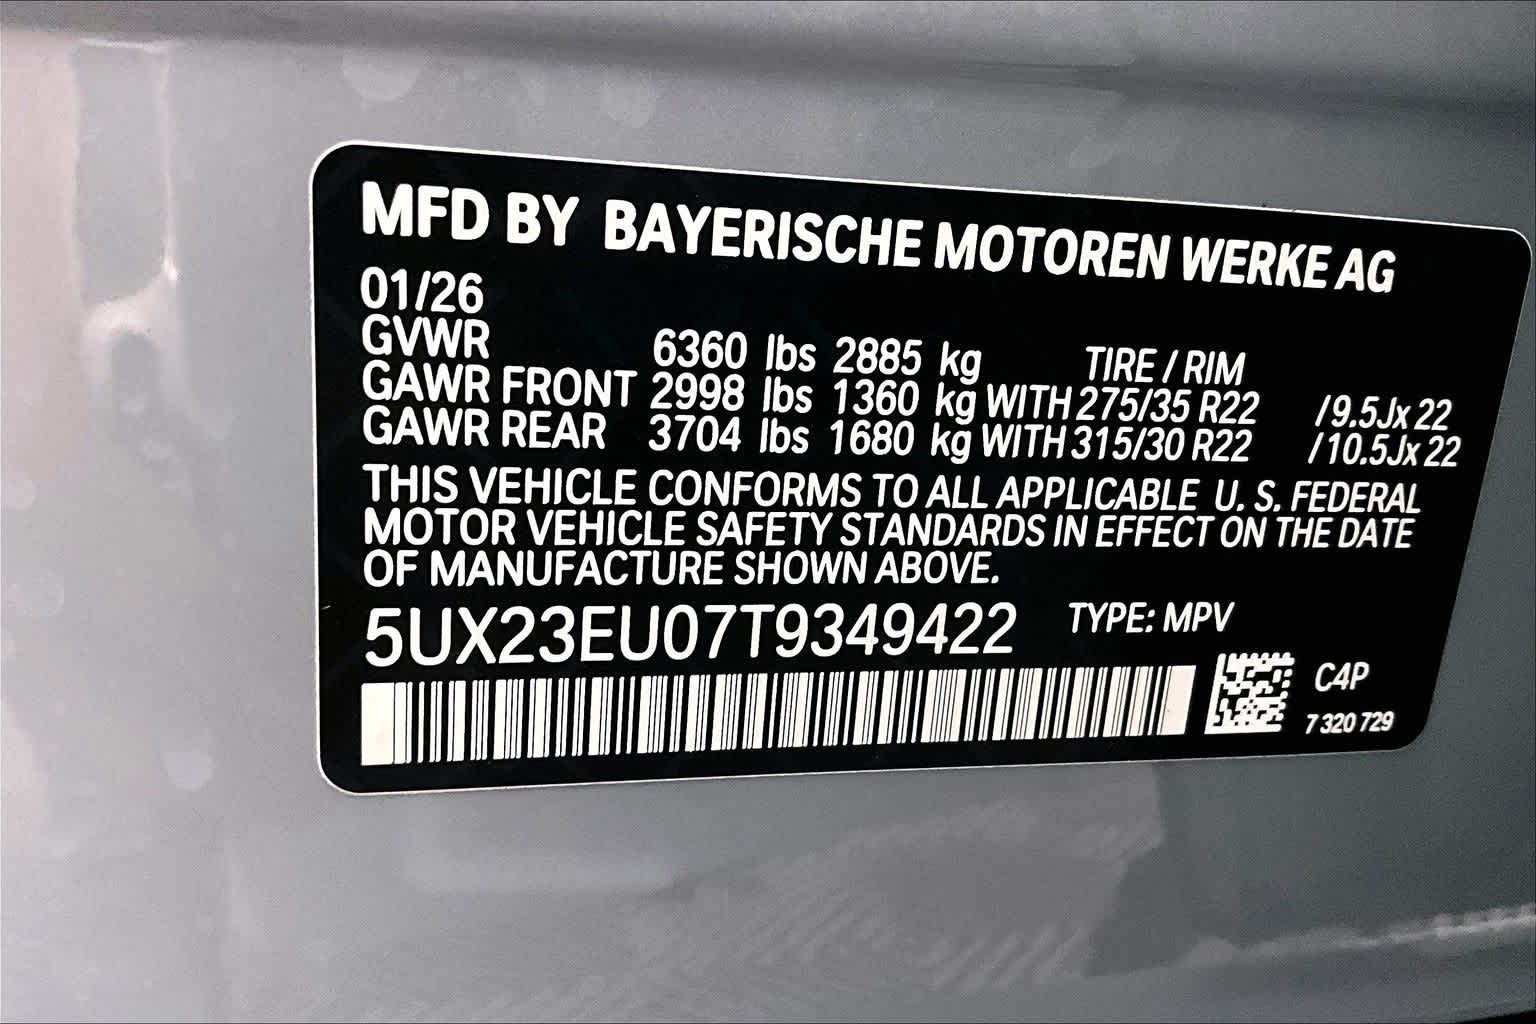 MFD BY BAYERISCHE MOTOREN WERKE AG
01/26
GVWR 6360 lbs 2885 kg TIRE / RIM
GAWR FRONT 2998 lbs 1360 kg WITH 275/35 R22 /9.5Jx 22
GAWR REAR 3704 lbs 1680 kg WITH 315/30 R22 /10.5Jx 22
THIS VEHICLE CONFORMS TO ALL APPLICABLE U. S. FEDERAL
MOTOR VEHICLE SAFETY STANDARDS IN EFFECT ON THE DATE
OF MANUFACTURE SHOWN ABOVE.
5UX23EU07T9349422 TYPE: MPV
C4P
7 320 729